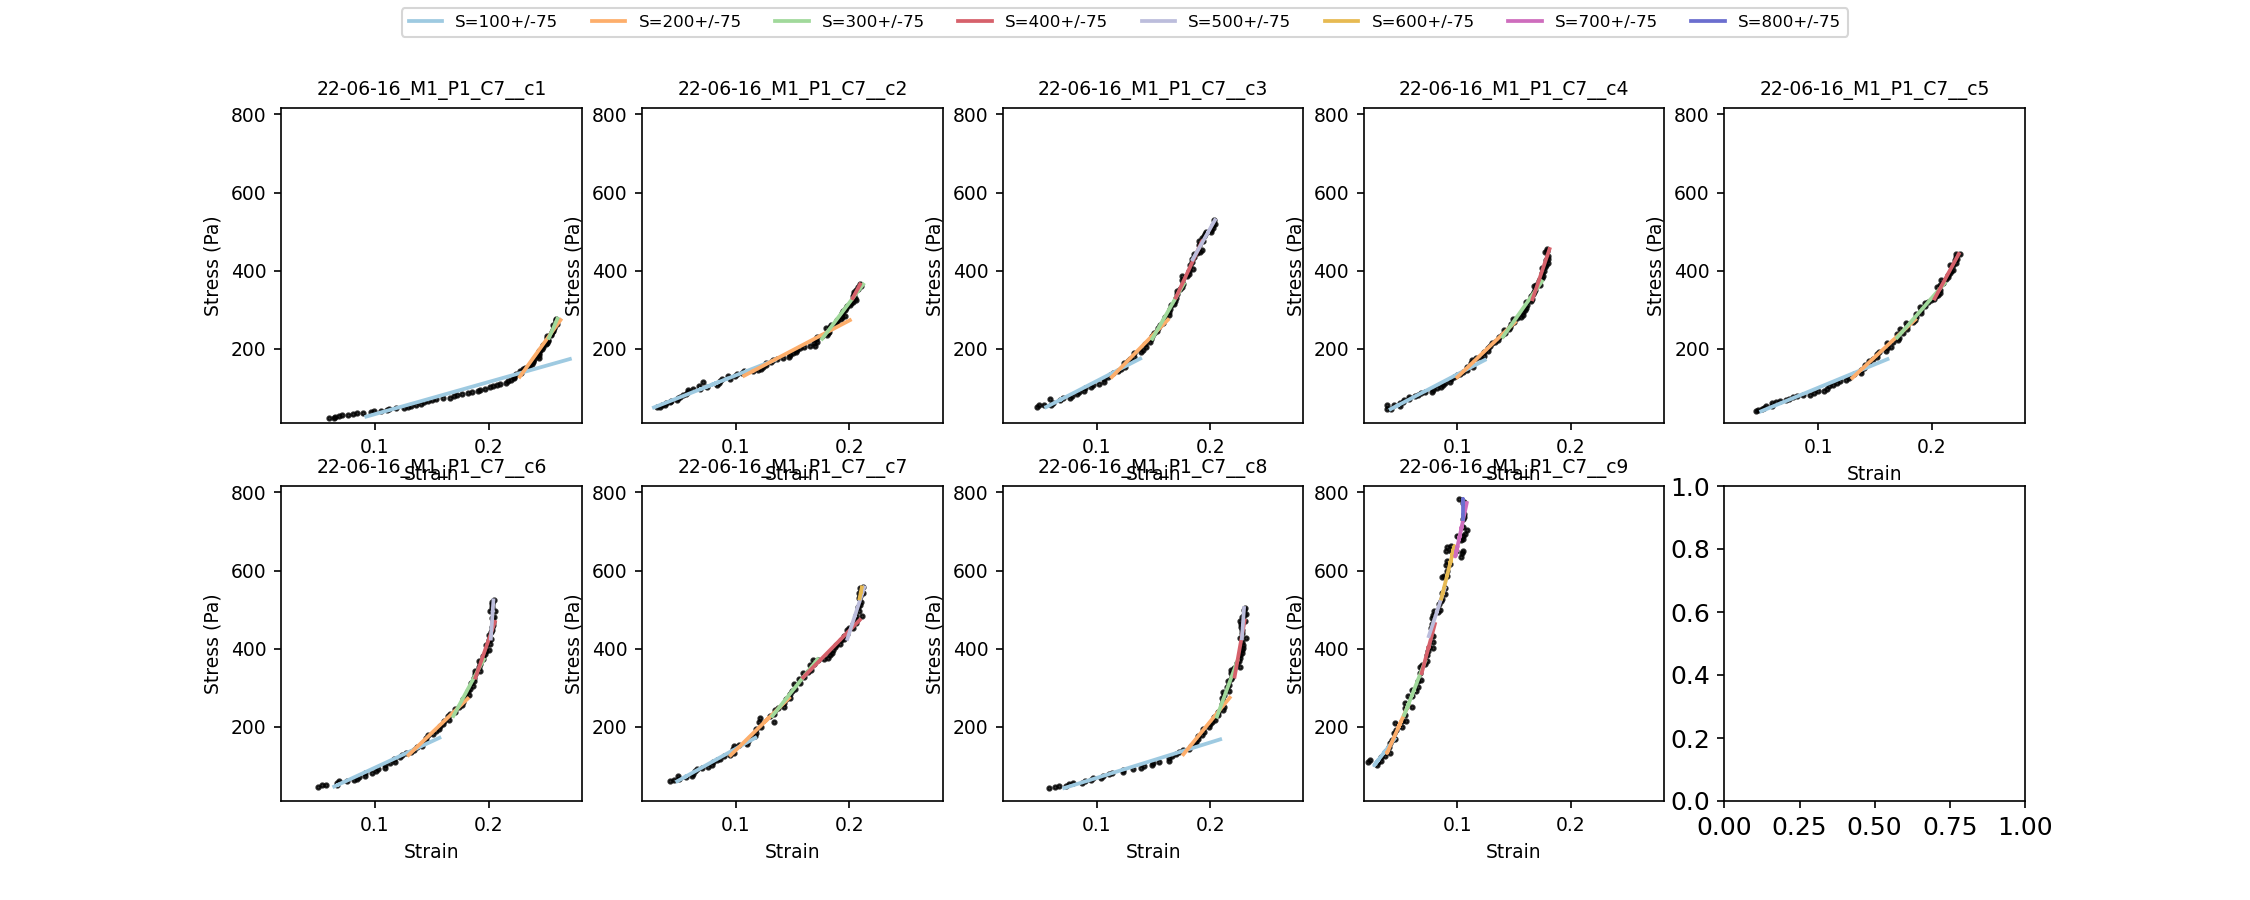 S=100+/-75 S=200+/-75 S=300+/-75 S=400+/-75 S=500+/-75 S=600+/-75 S=700+/-75 S=800+/-75
22-06-16_M1_P1_C7__c1 22-06-16_M1_P1_C7__c2 22-06-16_M1_P1_C7__c3 22-06-16_M1_P1_C7__c4 22-06-16_M1_P1_C7__c5
800 800 800 800 800
600 600 600 600 600
Stress (Pa) Stress (Pa) Stress (Pa) Stress (Pa) Stress (Pa)
400 400 400 400 400
200 200 200 200 200
0.1 0.2 0.1 0.2 0.1 0.2 0.1 0.2 0.1 0.2
Strain Strain Strain Strain Strain
22-06-16_M1_P1_C7__c6 22-06-16_M1_P1_C7__c7 22-06-16_M1_P1_C7__c8 22-06-16_M1_P1_C7__c9
800 800 800 800 1.0
600 600 600 600 0.8
Stress (Pa) Stress (Pa) Stress (Pa) Stress (Pa) 0.6
400 400 400 400 0.4
200 200 200 200 0.2
0.0
0.1 0.2 0.1 0.2 0.1 0.2 0.1 0.2 0.00 0.25 0.50 0.75 1.00
Strain Strain Strain Strain